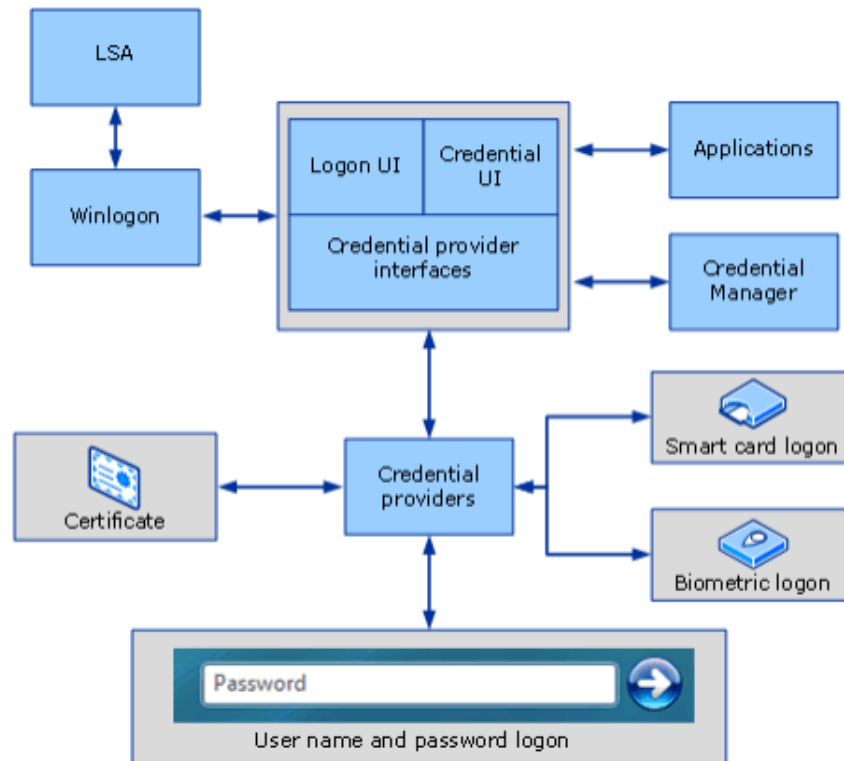 LSA
Winlogon
Logon UI
Credential
UI
Credential provider
interfaces
Applications
Credential
Manager
Smart card logon
Certificate
Credential
providers
Biometric logon
Password
User name and password logon